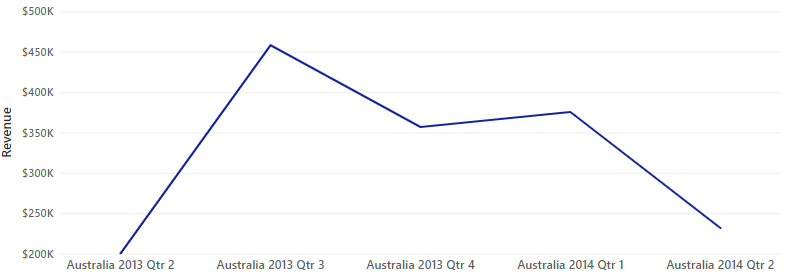 $500K
$450K
$400K
$350K
$300K
$250K
$200K
Revenue
Australia 2013 Qtr 2 Australia 2013 Qtr 3 Australia 2013 Qtr 4 Australia 2014 Qtr 1 Australia 2014 Qtr 2